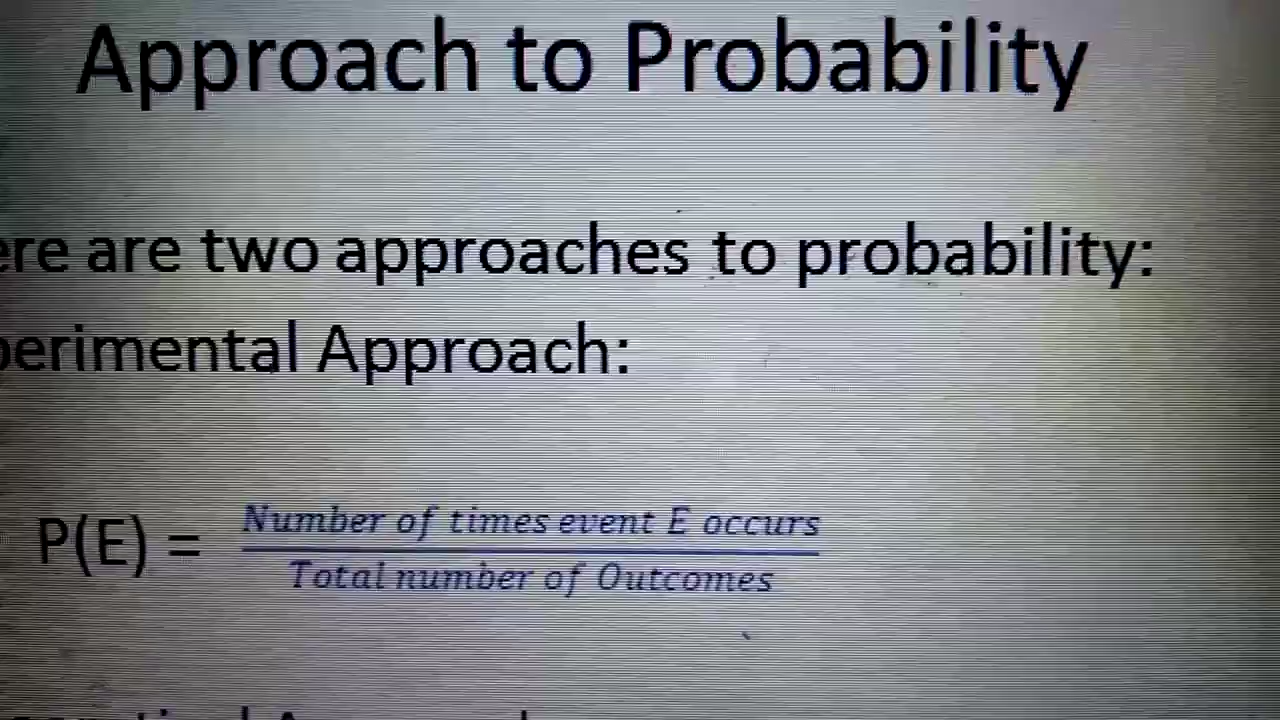 Approach to Probability
ere are two approaches to probability:
perimental Approach:
P(E) = Number of times event E occurs
Total number of Outcomes